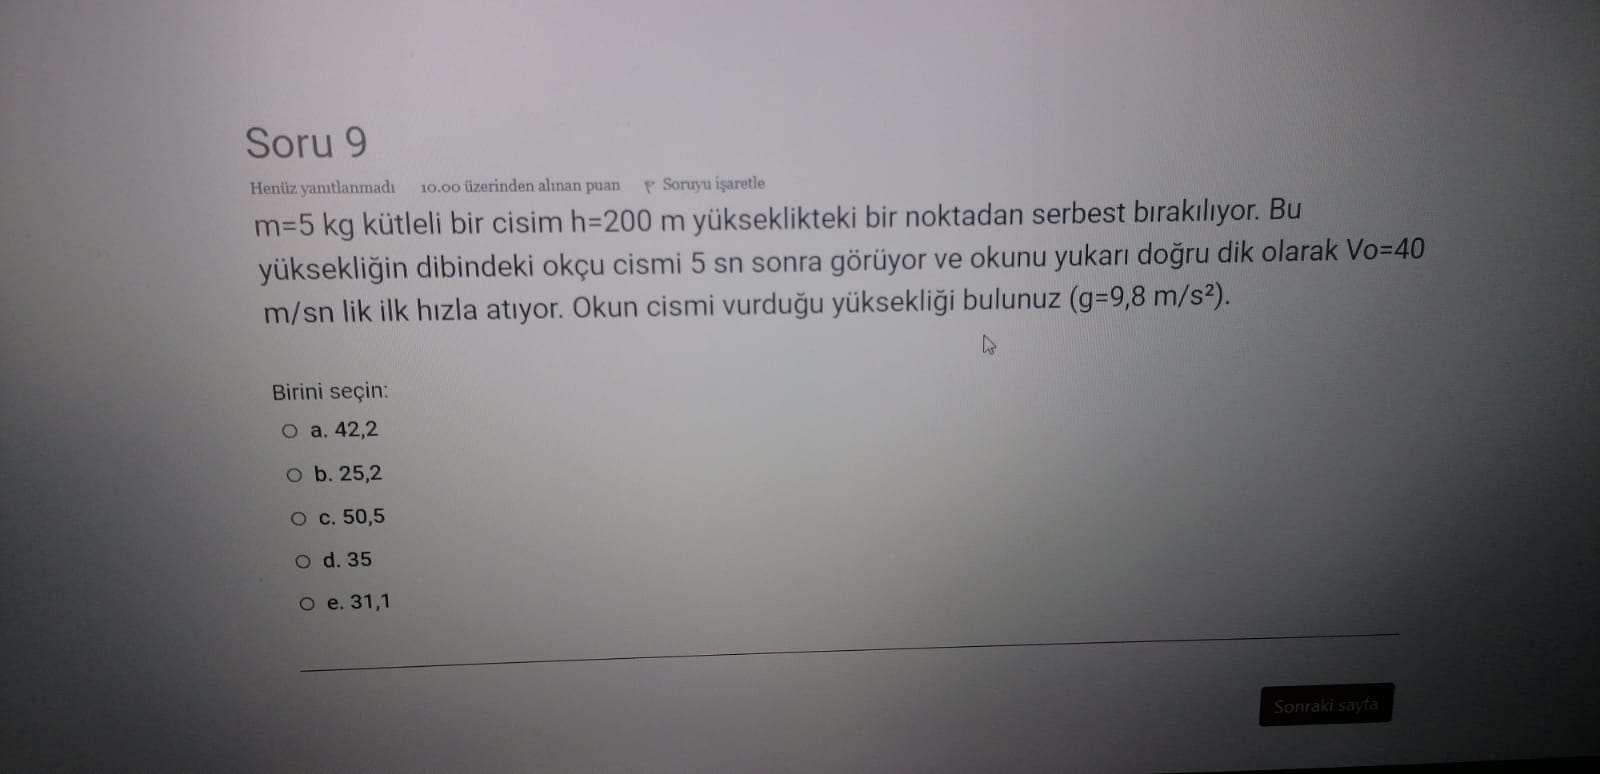 Soru 9
Henüz yanıtlanmadı 10.00 üzerinden alınan puan Soruyu işaretle
m=5 kg kütleli bir cisim h=200 m yükseklikteki bir noktadan serbest bırakılıyor. Bu
yüksekliğin dibindeki okçu cismi 5 sn sonra görüyor ve okunu yukarı doğru dik olarak Vo=40
m/sn lik ilk hızla atıyor. Okun cismi vurduğu yüksekliği bulunuz (g=9,8 m/s²).
Birini seçin:
a. 42,2
b. 25,2
c. 50,5
d. 35
e. 31,1
Sonraki sayfa